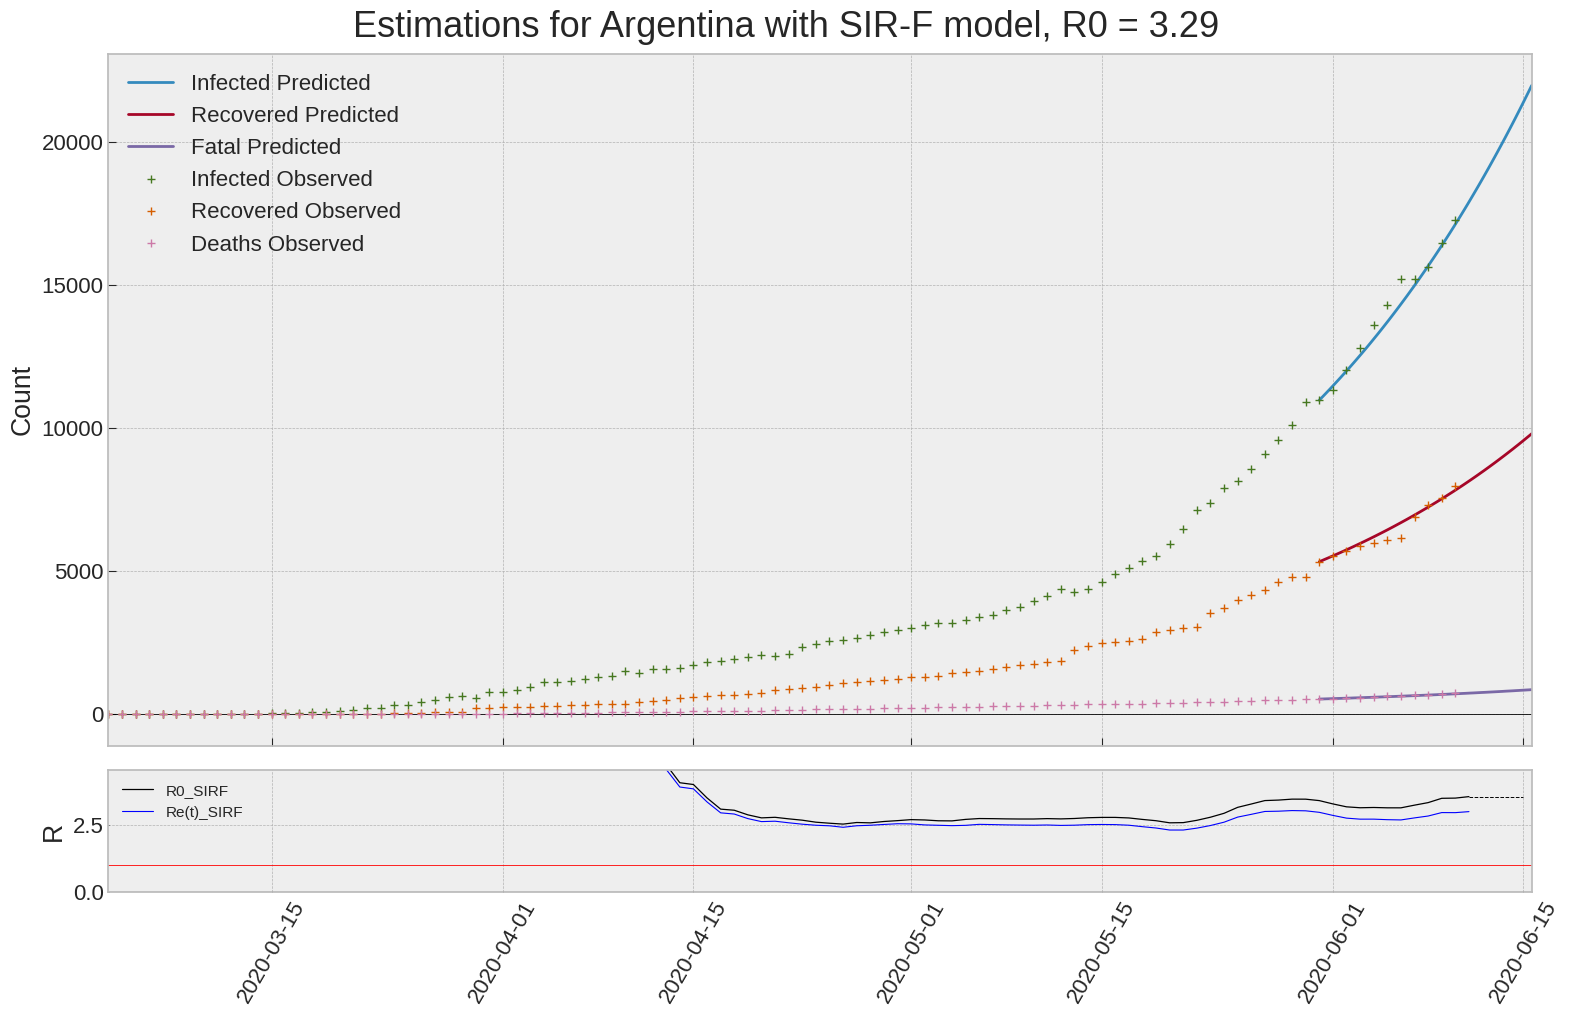 Estimations for Argentina with SIR-F model, R0 = 3.29
Infected Predicted
Recovered Predicted
Fatal Predicted
Infected Observed
Recovered Observed
Deaths Observed
20000
15000
10000
5000
0
Count
R0_SIRF
Re(t)_SIRF
2.5
0.0
R
2020-03-15
2020-04-01
2020-04-15
2020-05-01
2020-05-15
2020-06-01
2020-06-15